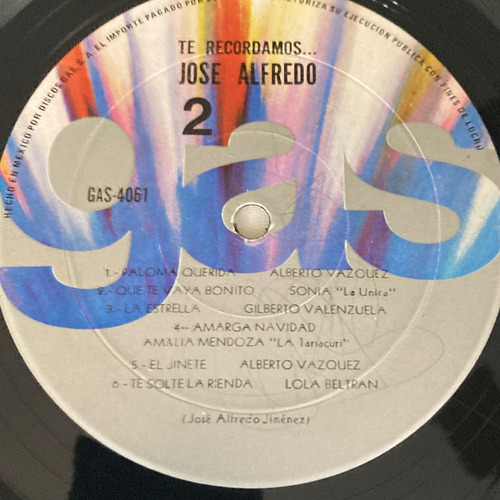 HECHO EN MEXICO POR DISCOS GAS, S.A. EL IMPORTE PAGADO POR
AUTORIZA SU EJECUCION PUBLICA CON FINES DE LUCRO
TE RECORDAMOS...
JOSE ALFREDO
2
gas
GAS-4061
1.- PALOMA QUERIDA ALBERTO VAZQUEZ
2.- QUE TE VAYA BONITO SONIA "La Unica"
3.- LA ESTRELLA GILBERTO VALENZUELA
4-- AMARGA NAVIDAD
AMALIA MENDOZA "LA Tariacuri"
5.- EL JINETE ALBERTO VAZQUEZ
6.- TE SOLTE LA RIENDA LOLA BELTRAN
(José Alfredo Jiménez)